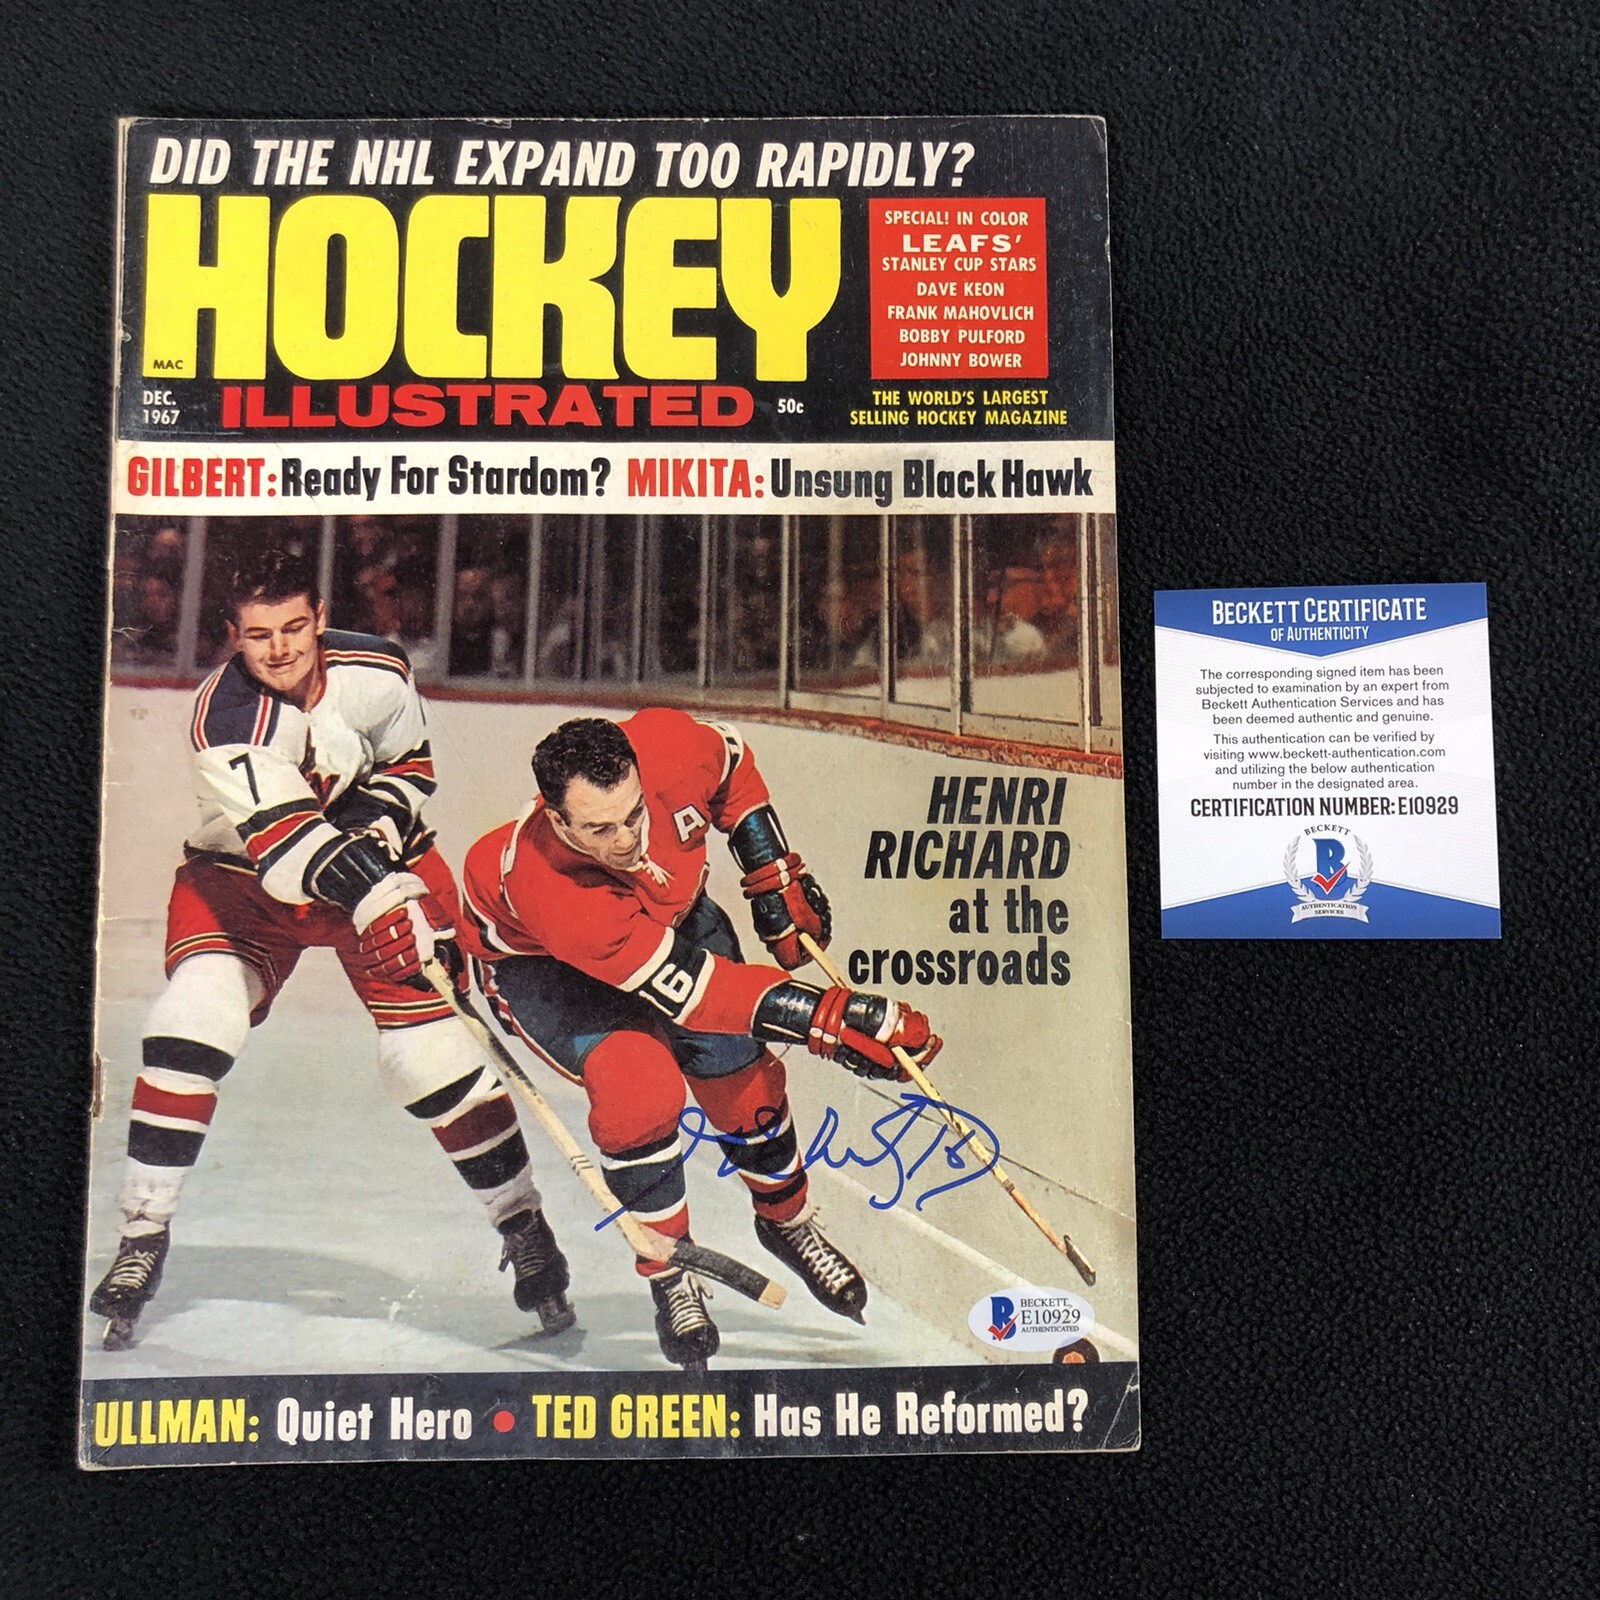 DID THE NHL EXPAND TOO RAPIDLY?
HOCKEY
MAC
DEC.
1967
ILLUSTRATED
50c
SPECIAL! IN COLOR
LEAFS'
STANLEY CUP STARS
DAVE KEON
FRANK MAHOVLICH
BOBBY PULFORD
JOHNNY BOWER
THE WORLD'S LARGEST
SELLING HOCKEY MAGAZINE
GILBERT: Ready For Stardom? MIKITA: Unsung Black Hawk
7
A
16
HENRI
RICHARD
at the
crossroads
BECKETT
E10929
AUTHENTICATED
ULLMAN: Quiet Hero • TED GREEN: Has He Reformed?
BECKETT CERTIFICATE
OF AUTHENTICITY
The corresponding signed item has been
subjected to examination by an expert from
Beckett Authentication Services and has
been deemed authentic and genuine.
This authentication can be verified by
visiting www.beckett-authentication.com
and utilizing the below authentication
number in the designated area.
CERTIFICATION NUMBER: E10929
BECKETT
B
AUTHENTICATION
SERVICES